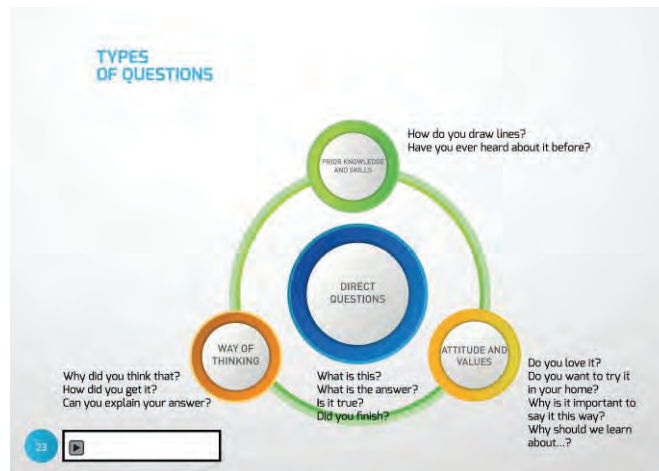 TYPES
OF QUESTIONS
How do you draw lines?
Have you ever heard about it before?
PRIOR KNOWLEDGE
AND SKILLS
DIRECT
QUESTIONS
WAY OF
THINKING
ATTITUDE AND
VALUES
Why did you think that?
How did you get it?
Can you explain your answer?
What is this?
What is the answer?
Is it true?
Did you finish?
Do you love it?
Do you want to try it
in your home?
Why is it important to
say it this way?
Why should we learn
about...?
23